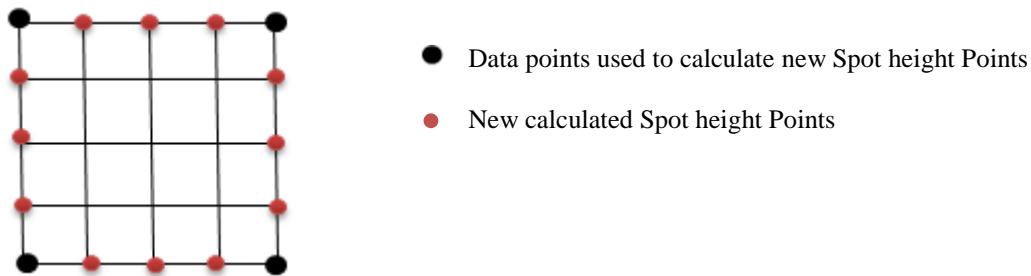 Data points used to calculate new Spot height Points
New calculated Spot height Points